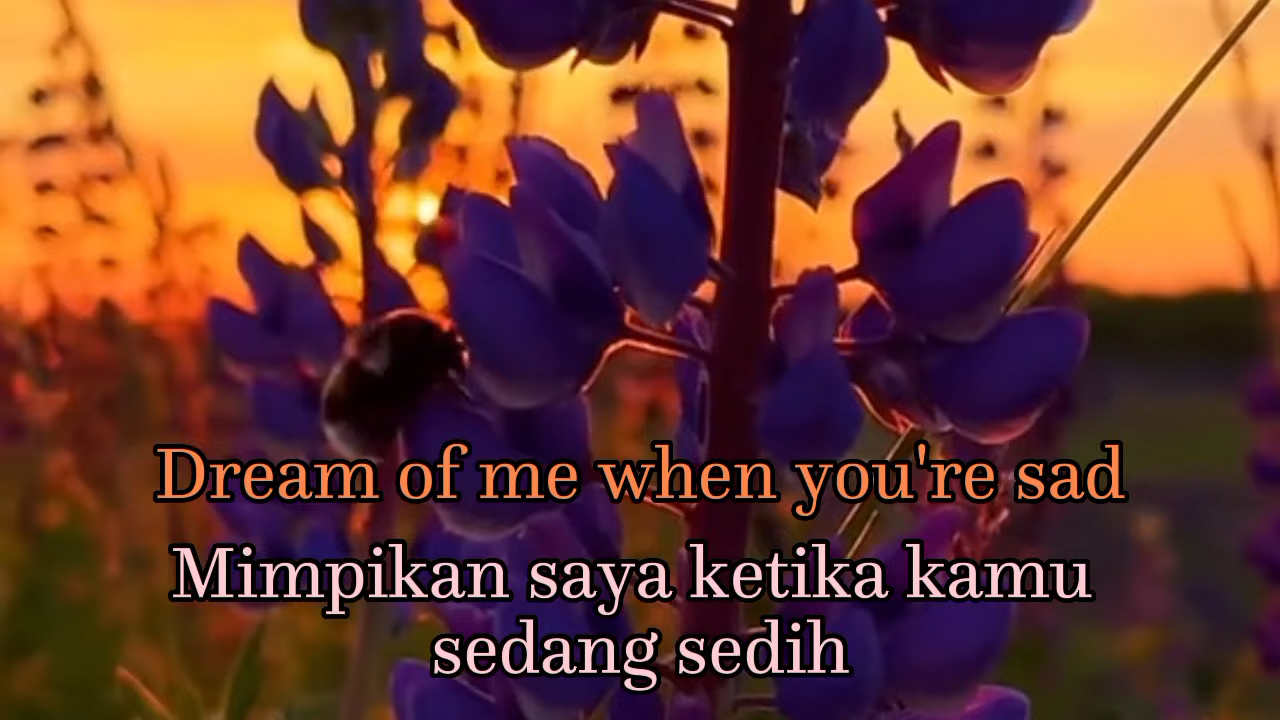 Dream of me when you're sad
Mimpikan saya ketika kamu
sedang sedih